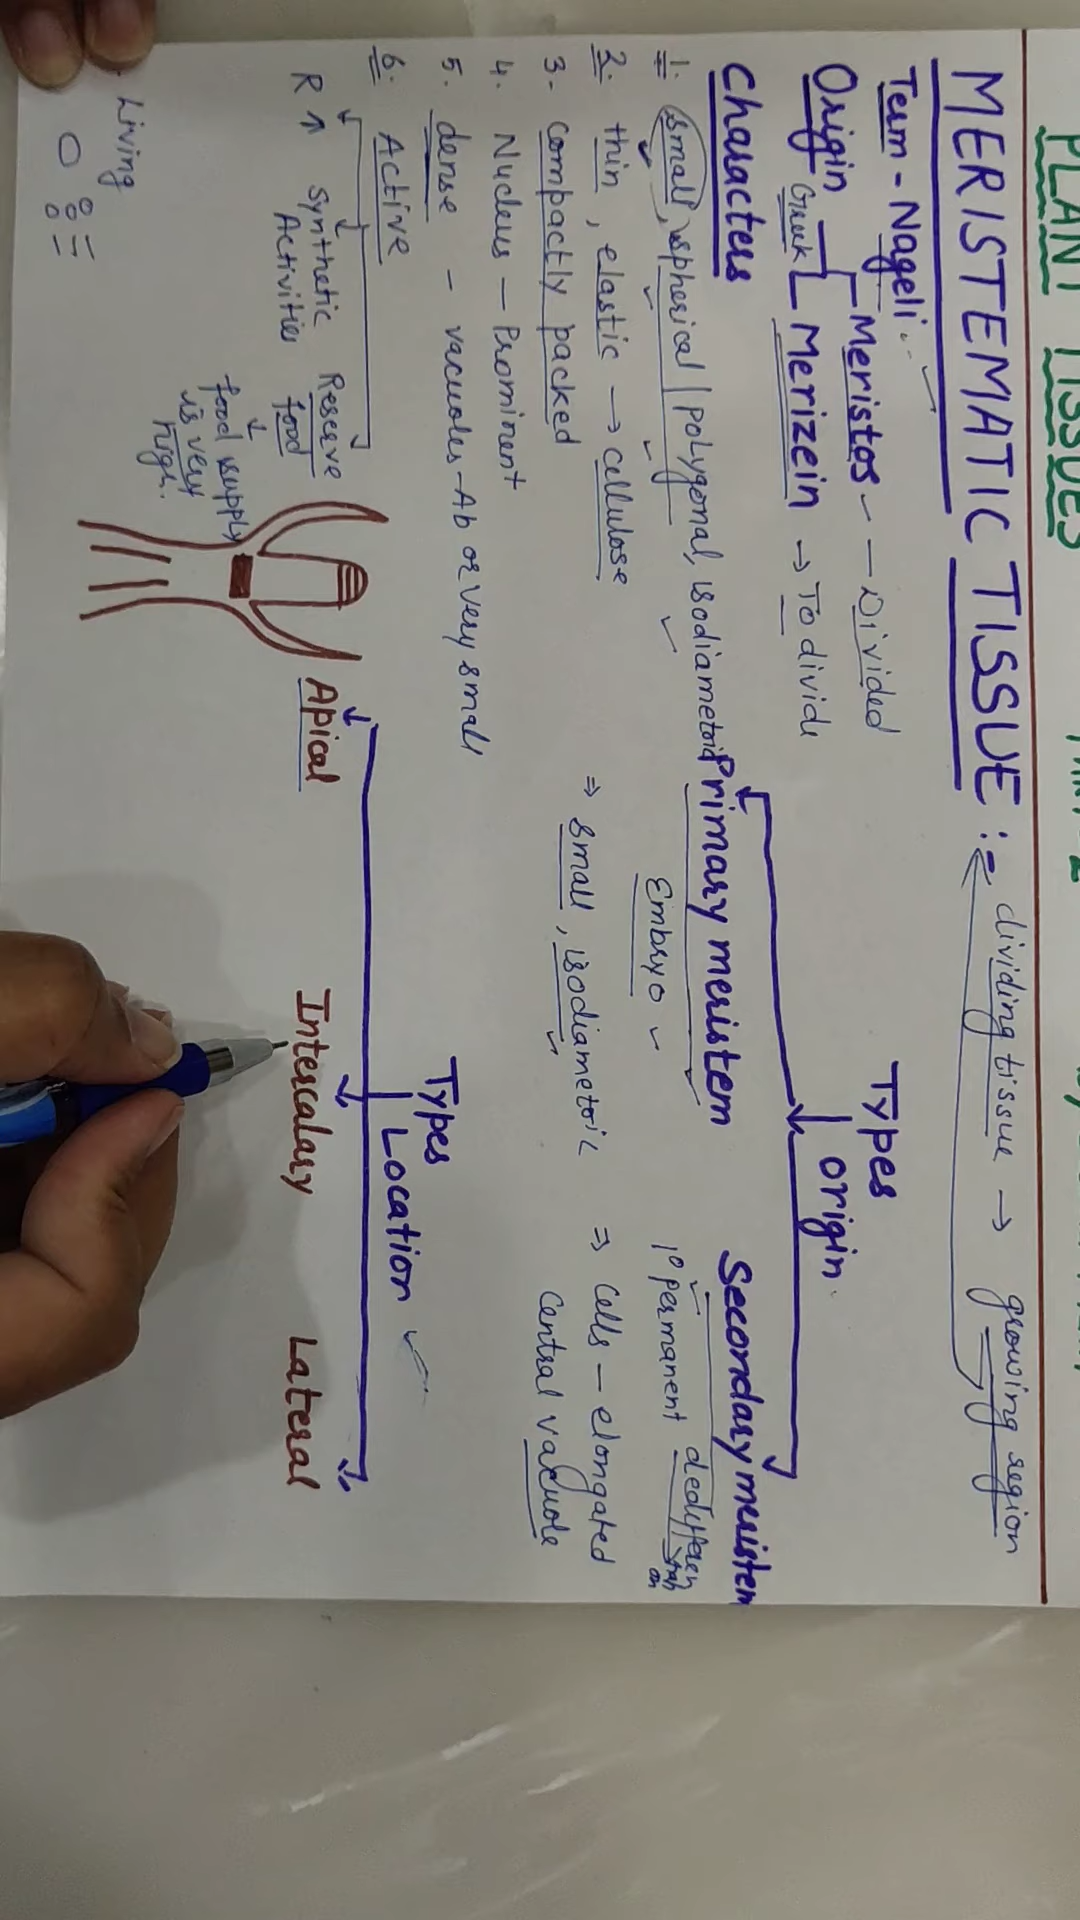 PLANT TISSUES
MERISTEMATIC TISSUE :- dividing tissue → growing region
Term - Nageli.
Origin Meristos - - Divided
Greek Merizein → To divide
Characters
1. small, spherical | polygonal, isodiametric
2. thin, elastic → cellulose
3. compactly packed
4. Nucleus - Prominent
5. dense - vacuoles - Ab or very small
6. Active
R ↑ Synthetic Activities Reserve food
food supply is very high.
Living
Types
Origin
Primary meristem
Embryo
⇒ small, isodiametric
Secondary meristem
1° permanent dedifferentiation
⇒ cells - elongated
central vacuole
Types
Location
Apical Intercalary Lateral